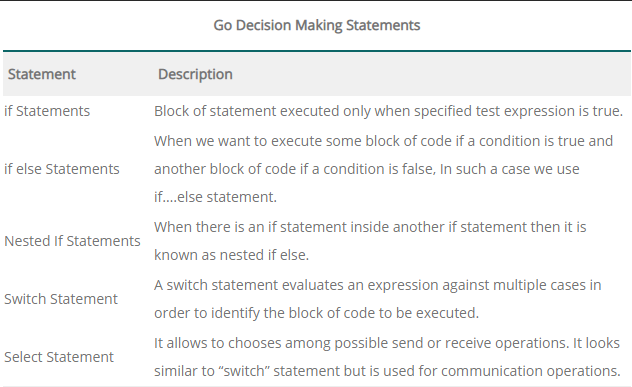 Go Decision Making Statements
Statement Description
if Statements Block of statement executed only when specified test expression is true.
When we want to execute some block of code if a condition is true and
if else Statements another block of code if a condition is false, In such a case we use
if....else statement.
When there is an if statement inside another if statement then it is
Nested If Statements known as nested if else.
A switch statement evaluates an expression against multiple cases in
Switch Statement order to identify the block of code to be executed.
It allows to chooses among possible send or receive operations. It looks
Select Statement similar to “switch” statement but is used for communication operations.